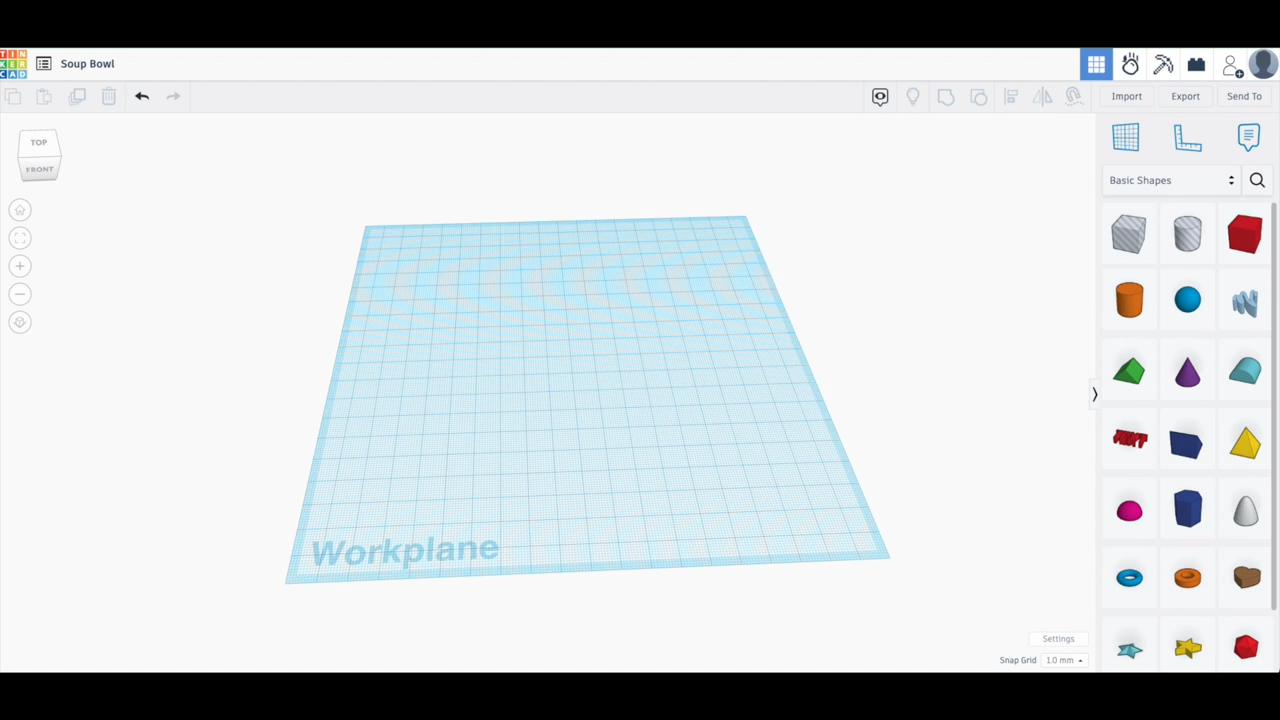 TIN
KER
CAD
Soup Bowl
Import
Export
Send To
TOP
FRONT
Basic Shapes
TEXT
Workplane
Settings
Snap Grid
1.0 mm